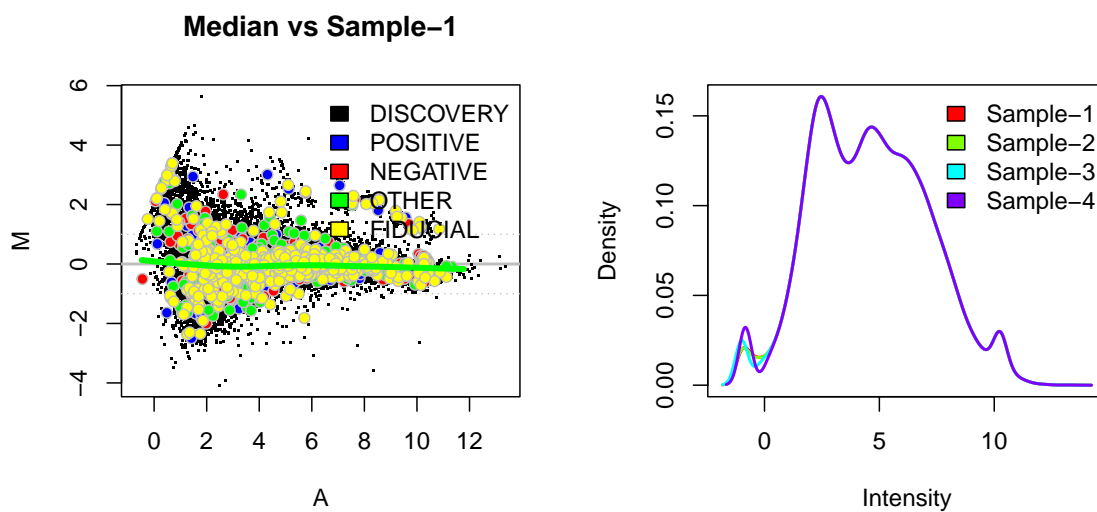 Median vs Sample−1
M
6
4
2
0
−2
−4
DISCOVERY
POSITIVE
NEGATIVE
OTHER
FIDUCIAL
0 2 4 6 8 10 12
A
Density
0.15
0.10
0.05
0.00
Sample−1
Sample−2
Sample−3
Sample−4
0 5 10
Intensity